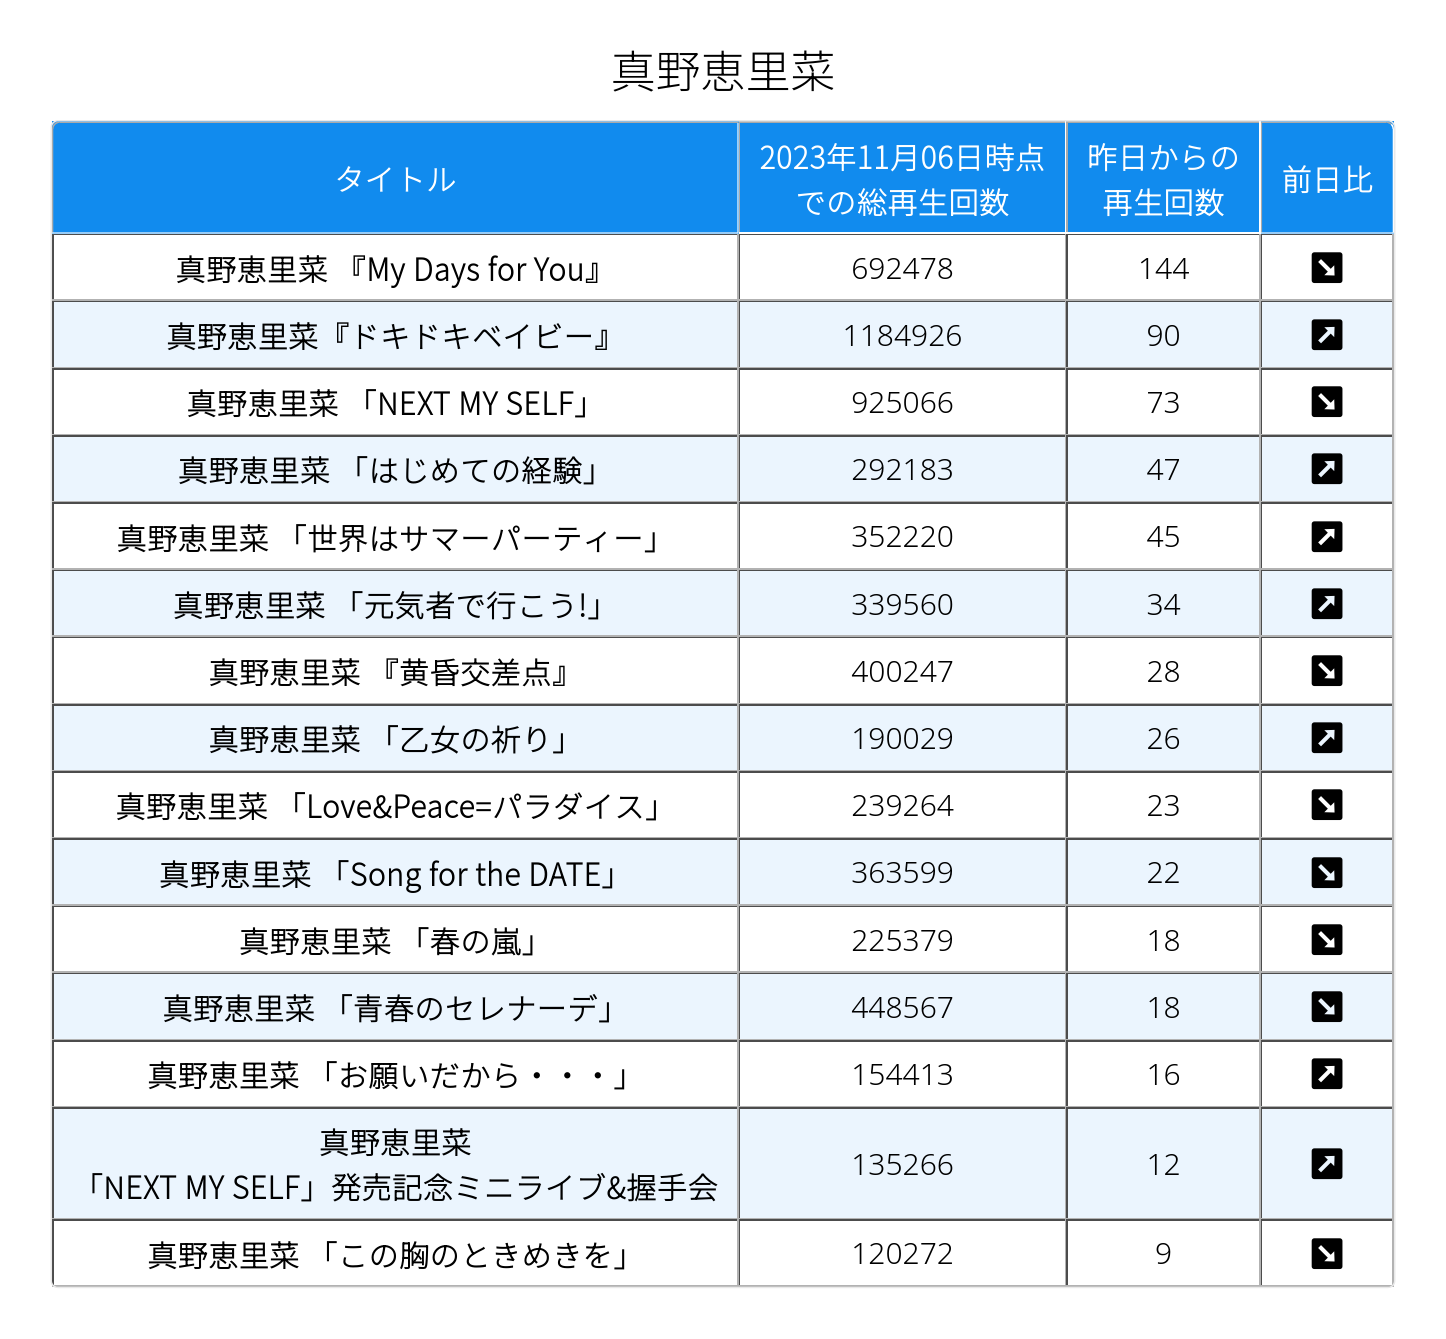 真野恵里菜
タイトル
2023年11月06日時点
での総再生回数
昨日からの
再生回数
前日比
真野恵里菜 『My Days for You』 692478 144 ↘
真野恵里菜『ドキドキベイビー』 1184926 90 ↗
真野恵里菜 「NEXT MY SELF」 925066 73 ↘
真野恵里菜 「はじめての経験」 292183 47 ↗
真野恵里菜 「世界はサマーパーティー」 352220 45 ↗
真野恵里菜 「元気者で行こう!」 339560 34 ↗
真野恵里菜 『黄昏交差点』 400247 28 ↘
真野恵里菜 「乙女の祈り」 190029 26 ↗
真野恵里菜 「Love&Peace=パラダイス」 239264 23 ↘
真野恵里菜 「Song for the DATE」 363599 22 ↘
真野恵里菜 「春の嵐」 225379 18 ↘
真野恵里菜 「青春のセレナーデ」 448567 18 ↘
真野恵里菜 「お願いだから・・・」 154413 16 ↗
真野恵里菜
「NEXT MY SELF」発売記念ミニライブ&握手会 135266 12 ↗
真野恵里菜 「この胸のときめきを」 120272 9 ↘